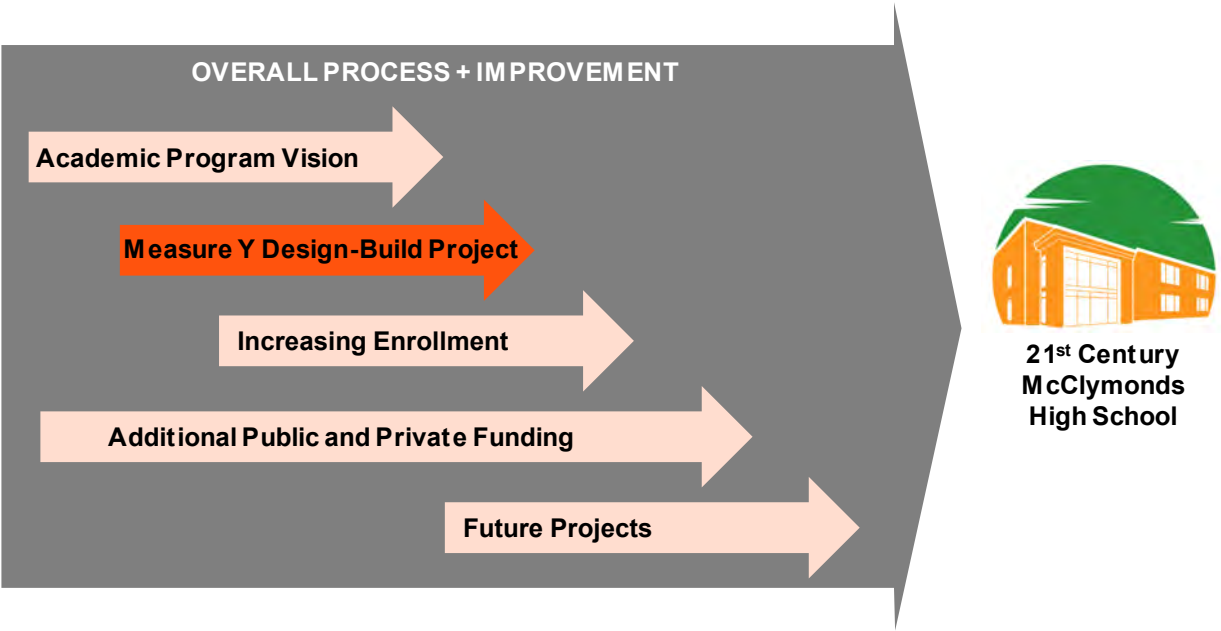 OVERALL PROCESS + IMPROVEMENT
Academic Program Vision
Measure Y Design-Build Project
Increasing Enrollment
Additional Public and Private Funding
Future Projects
21st Century
McClymonds
High School